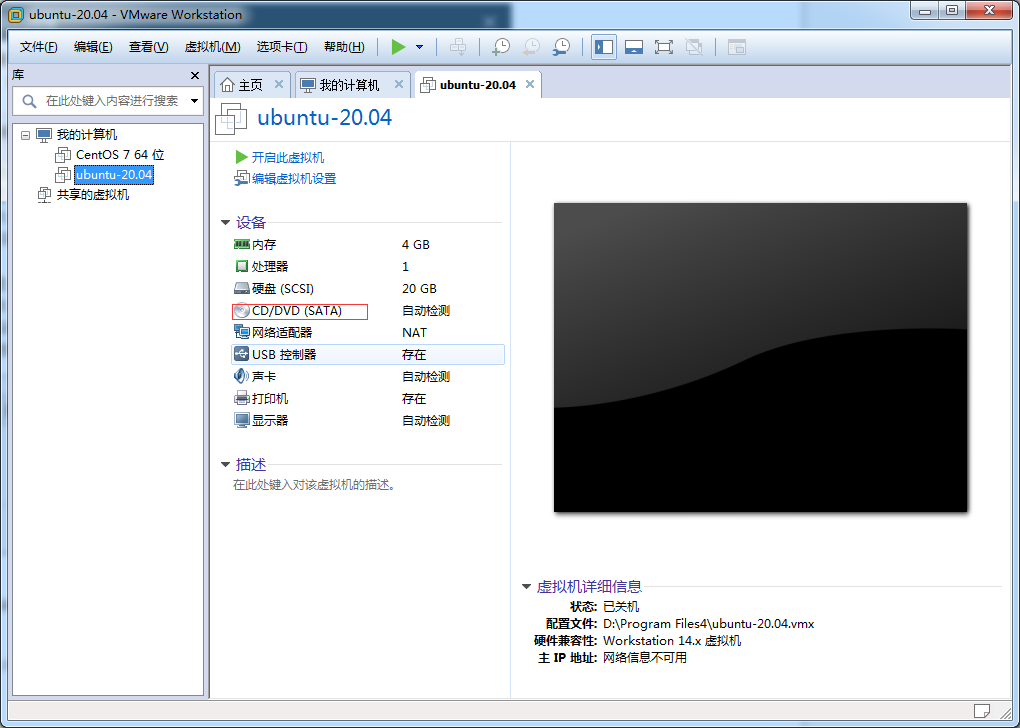 ubuntu-20.04 - VMware Workstation
文件(F) 编辑(E) 查看(V) 虚拟机(M) 选项卡(T) 帮助(H)
库
在此处键入内容进行搜索
我的计算机
CentOS 7 64 位
ubuntu-20.04
共享的虚拟机
主页 我的计算机 ubuntu-20.04
ubuntu-20.04
开启此虚拟机
编辑虚拟机设置
设备
内存 4 GB
处理器 1
硬盘 (SCSI) 20 GB
CD/DVD (SATA) 自动检测
网络适配器 NAT
USB 控制器 存在
声卡 自动检测
打印机 存在
显示器 自动检测
描述
在此处键入对该虚拟机的描述。
虚拟机详细信息
状态: 已关机
配置文件: D:\Program Files4\ubuntu-20.04.vmx
硬件兼容性: Workstation 14.x 虚拟机
主 IP 地址: 网络信息不可用